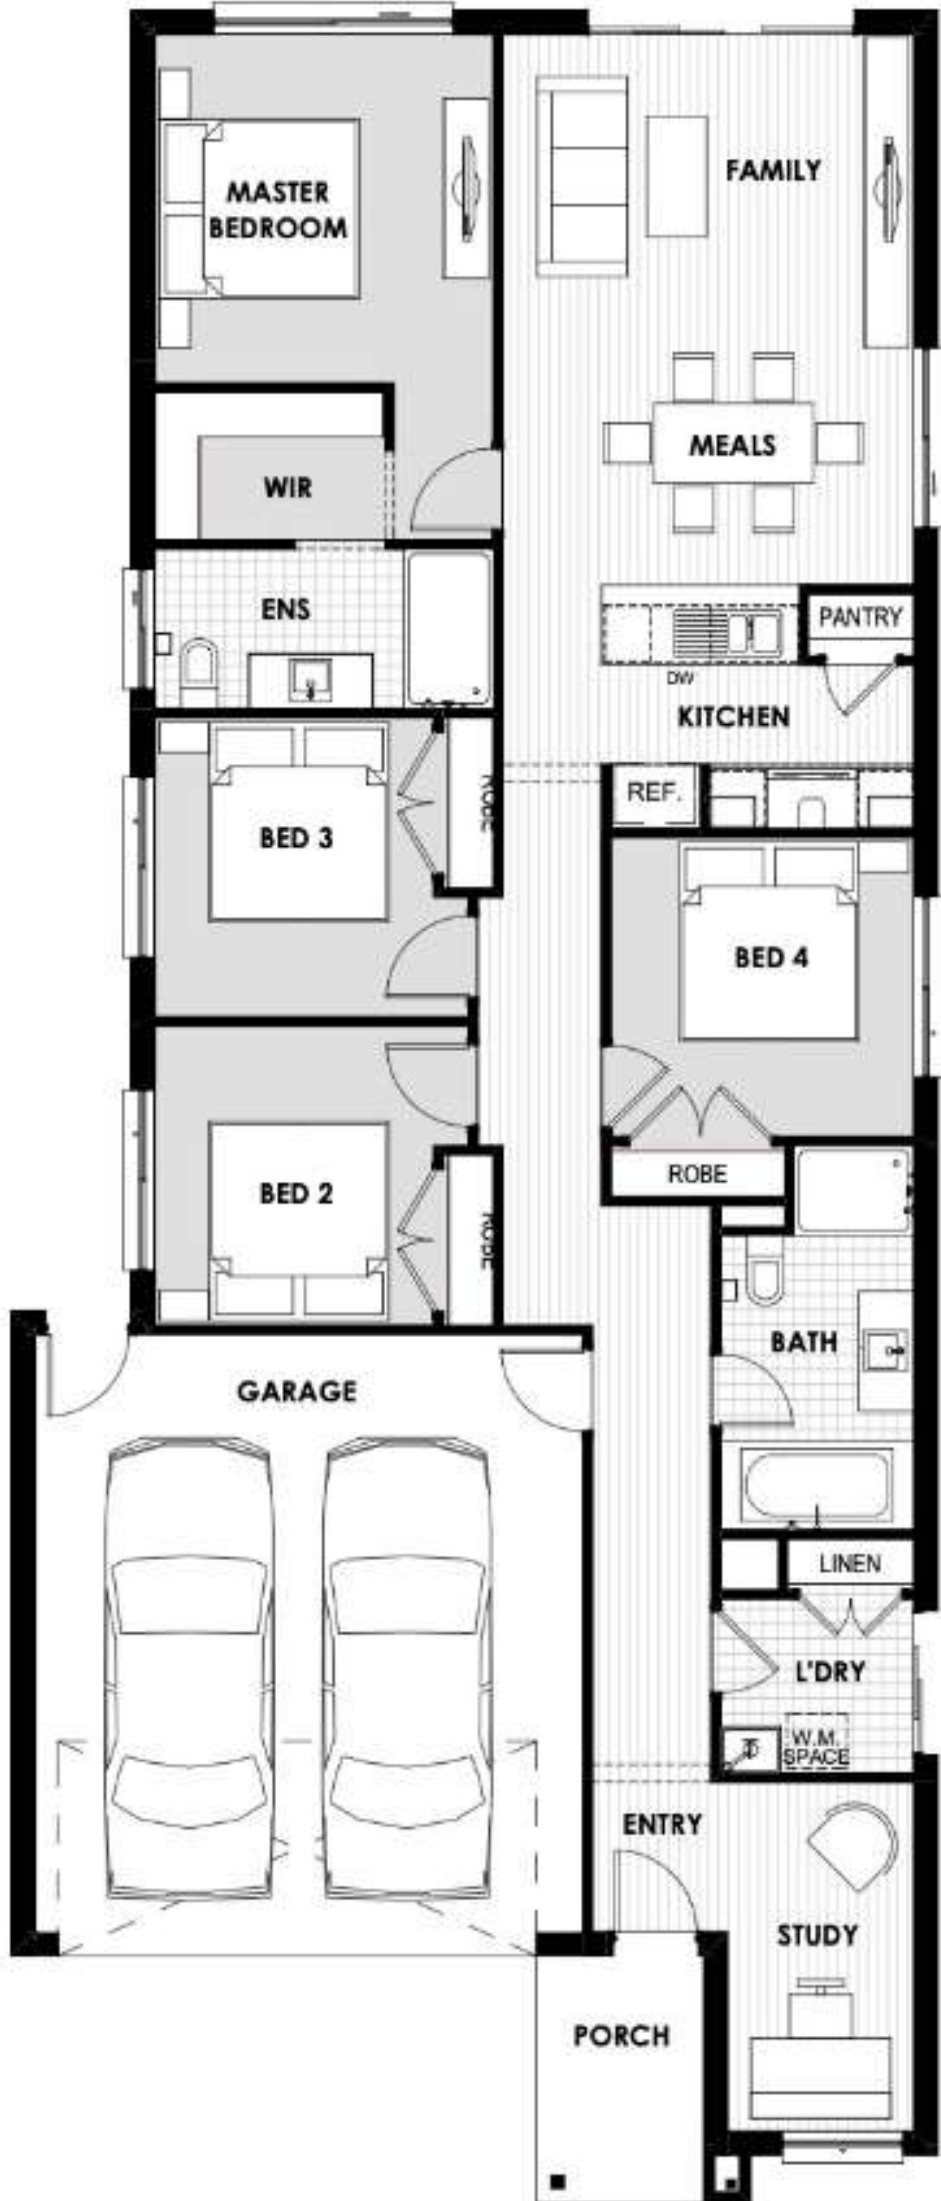 MASTER
BEDROOM
FAMILY
MEALS
WIR
ENS
PANTRY
DW
KITCHEN
ROBE
REF.
BED 3
BED 4
BED 2
ROBE
ROBE
BATH
GARAGE
LINEN
L'DRY
W.M.
SPACE
ENTRY
STUDY
PORCH